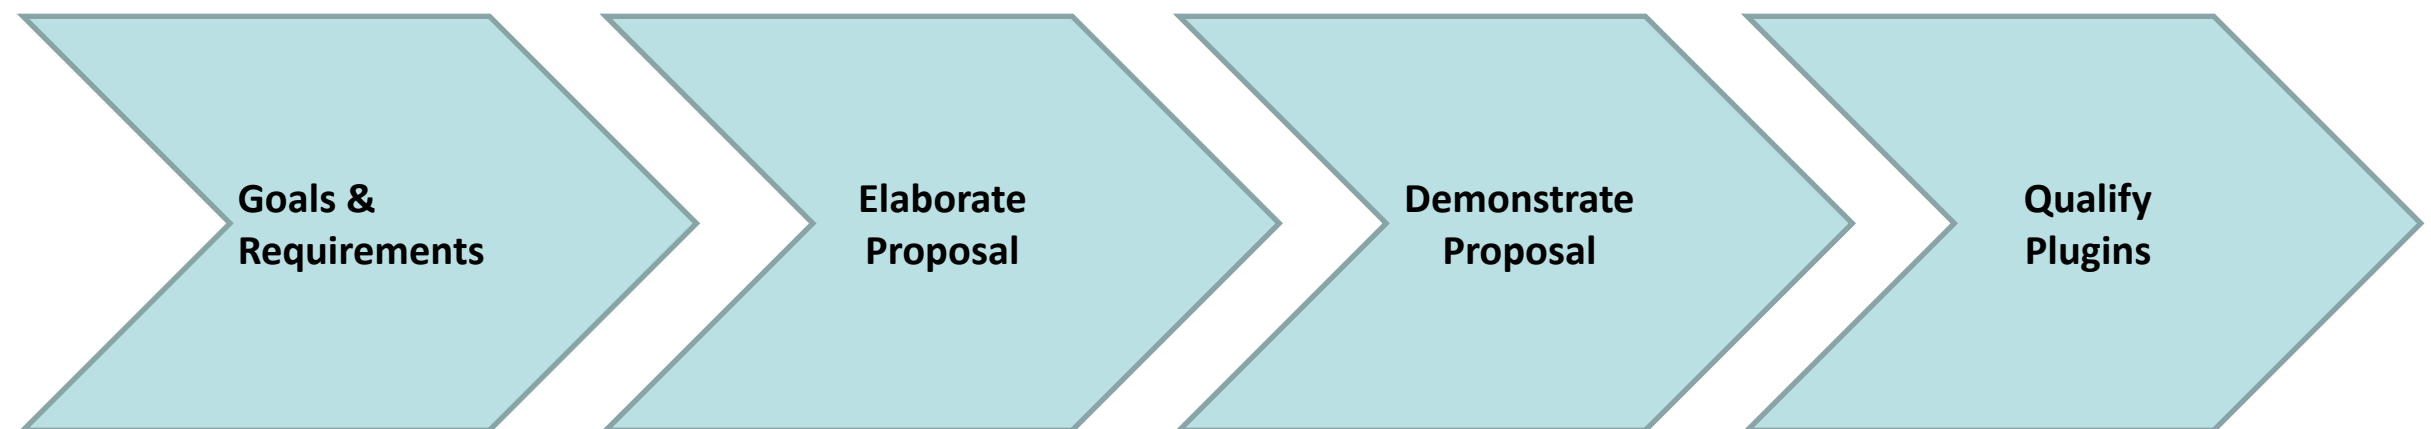 Goals &
Requirements
Elaborate
Proposal
Demonstrate
Proposal
Qualify
Plugins